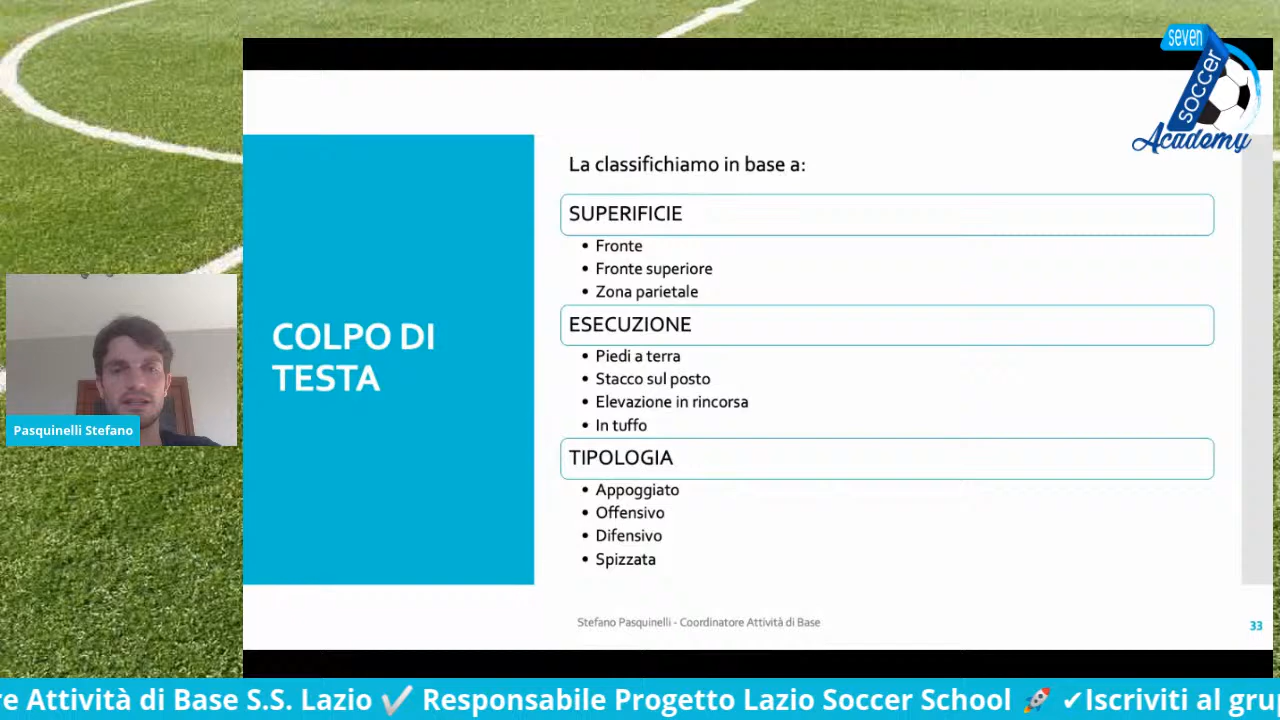 seven
SOCCER
Academy
La classifichiamo in base a:
SUPERIFICIE
• Fronte
• Fronte superiore
• Zona parietale
ESECUZIONE
• Piedi a terra
• Stacco sul posto
• Elevazione in rincorsa
• In tuffo
TIPOLOGIA
• Appoggiato
• Offensivo
• Difensivo
• Spizzata
COLPO DI
TESTA
Pasquinelli Stefano
Stefano Pasquinelli - Coordinatore Attività di Base
33
re Attività di Base S.S. Lazio ✔ Responsabile Progetto Lazio Soccer School 🚀 ✔Iscriviti al gru